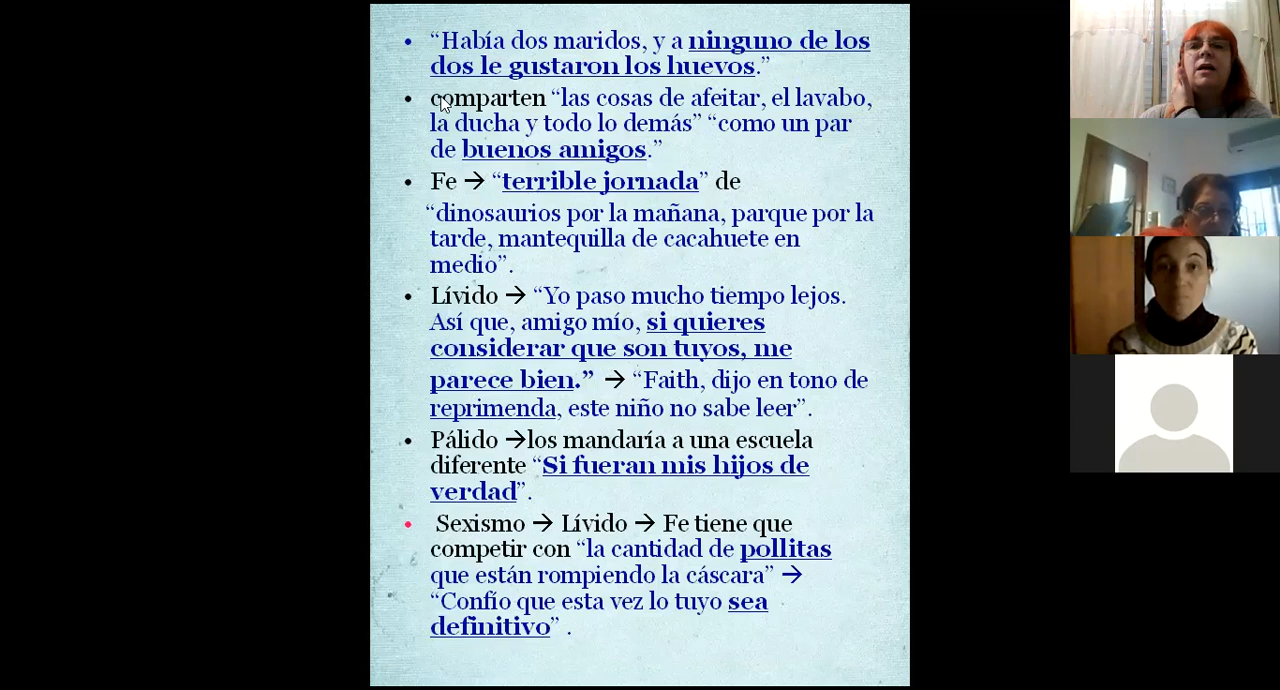 • “Había dos maridos, y a ninguno de los
dos le gustaron los huevos.”
• comparten “las cosas de afeitar, el lavabo,
la ducha y todo lo demás” “como un par
de buenos amigos.”
• Fe → “terrible jornada” de
“dinosaurios por la mañana, parque por la
tarde, mantequilla de cacahuete en
medio”.
• Lívido → “Yo paso mucho tiempo lejos.
Así que, amigo mío, si quieres
considerar que son tuyos, me
parece bien.” → “Faith, dijo en tono de
reprimenda, este niño no sabe leer”.
• Pálido →los mandaría a una escuela
diferente “Si fueran mis hijos de
verdad”.
• Sexismo → Lívido → Fe tiene que
competir con “la cantidad de pollitas
que están rompiendo la cáscara” →
“Confío que esta vez lo tuyo sea
definitivo” .